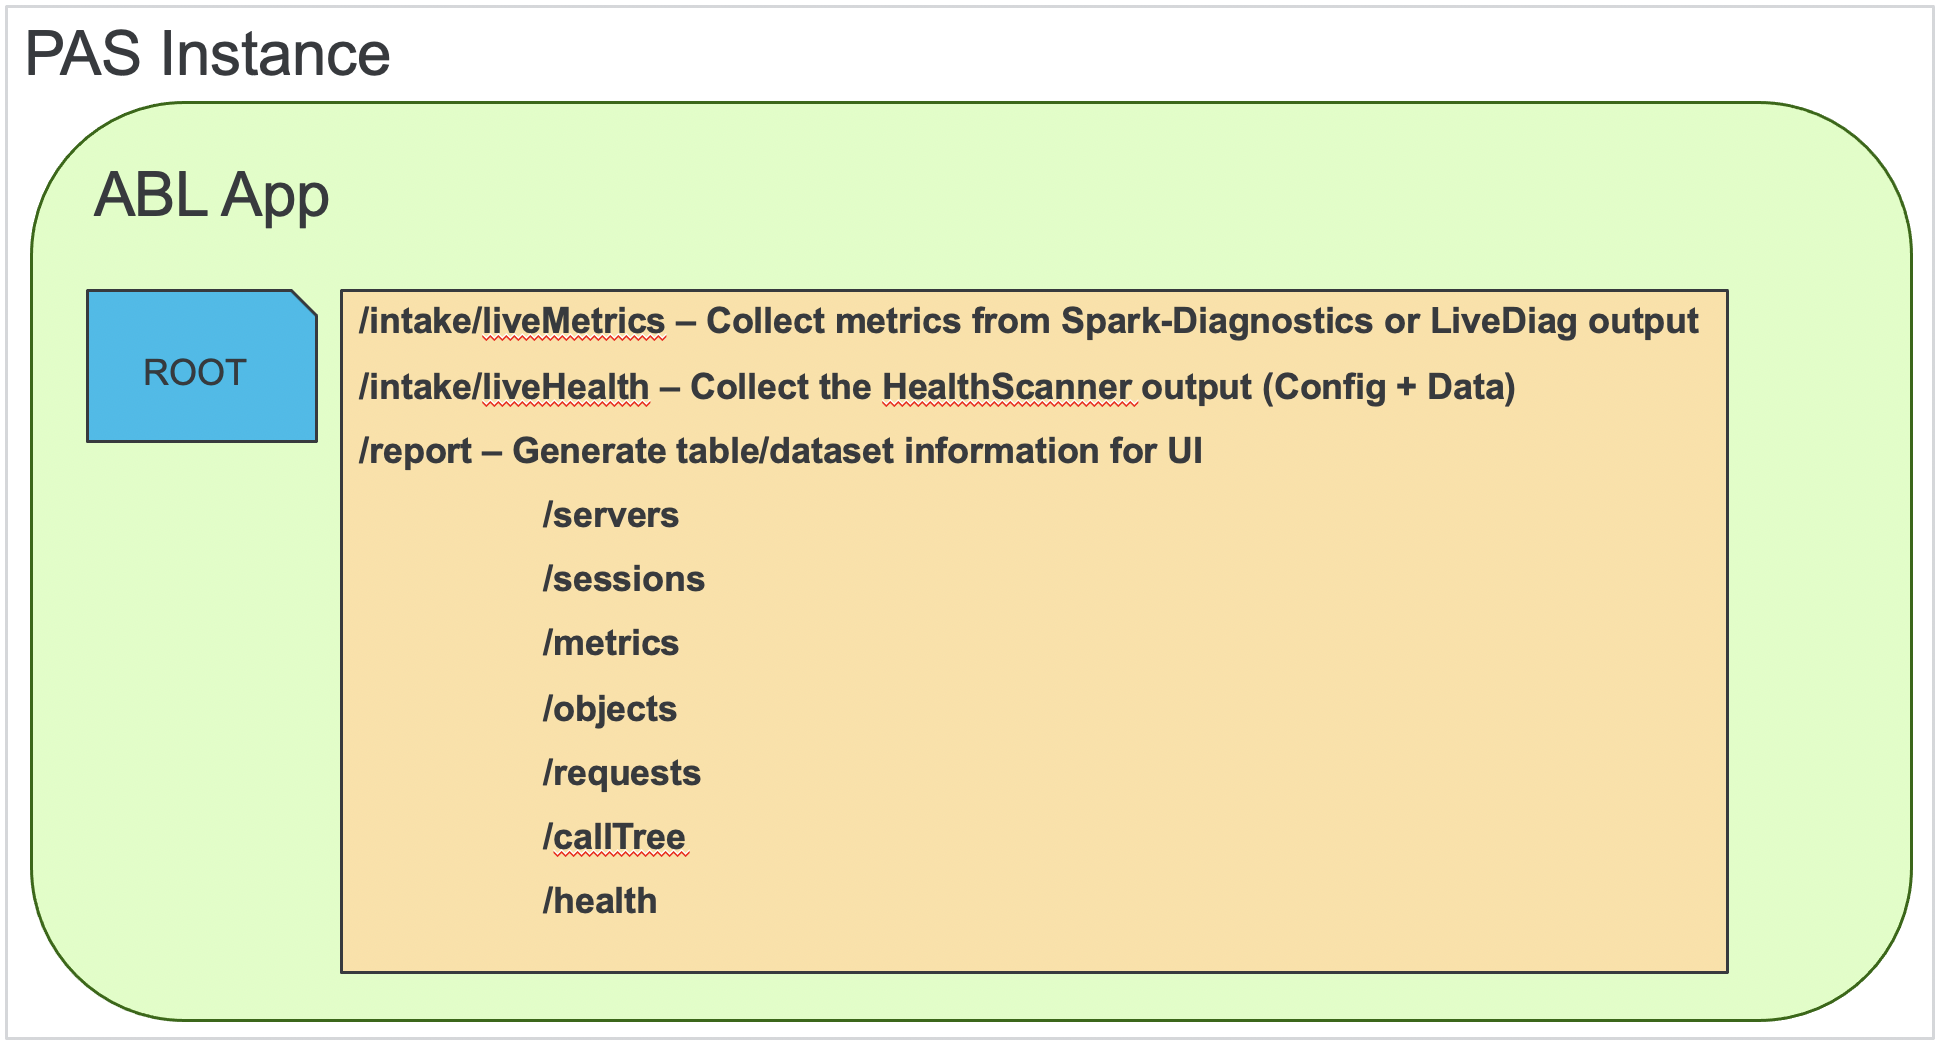 PAS Instance
ABL App
ROOT
/intake/liveMetrics – Collect metrics from Spark-Diagnostics or LiveDiag output
/intake/liveHealth – Collect the HealthScanner output (Config + Data)
/report – Generate table/dataset information for UI
/servers
/sessions
/metrics
/objects
/requests
/callTree
/health